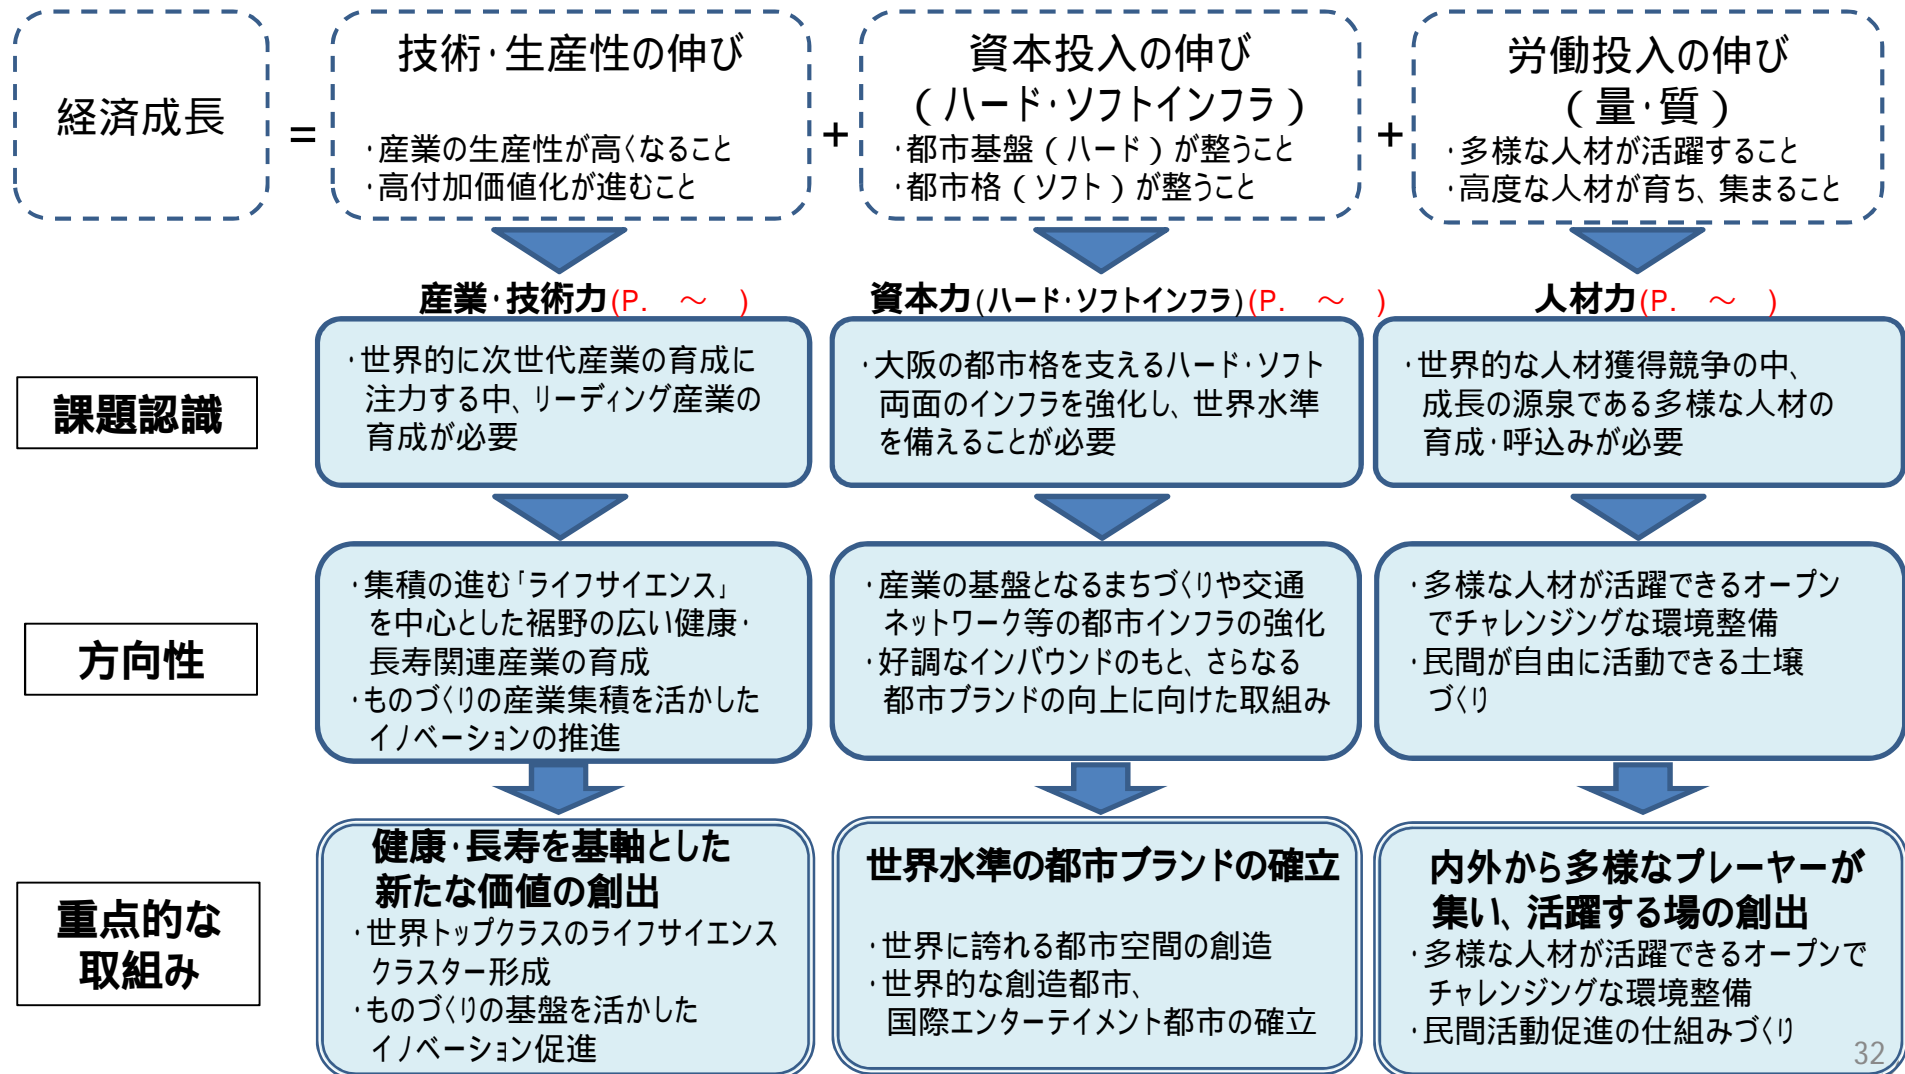 経済成長
=
技術・生産性の伸び
・産業の生産性が高くなること
・高付加価値化が進むこと
+
資本投入の伸び
(ハード・ソフトインフラ)
・都市基盤(ハード)が整うこと
・都市格(ソフト)が整うこと
+
労働投入の伸び
(量・質)
・多様な人材が活躍すること
・高度な人材が育ち、集まること
産業・技術力(P. ～ )
資本力(ハード・ソフトインフラ)(P. ～ )
人材力(P. ～ )
課題認識
・世界的に次世代産業の育成に
注力する中、リーディング産業の
育成が必要
・大阪の都市格を支えるハード・ソフト
両面のインフラを強化し、世界水準
を備えることが必要
・世界的な人材獲得競争の中、
成長の源泉である多様な人材の
育成・呼込みが必要
方向性
・集積の進む「ライフサイエンス」
を中心とした裾野の広い健康・
長寿関連産業の育成
・ものづくりの産業集積を活かした
イノベーションの推進
・産業の基盤となるまちづくりや交通
ネットワーク等の都市インフラの強化
・好調なインバウンドのもと、さらなる
都市ブランドの向上に向けた取組み
・多様な人材が活躍できるオープン
でチャレンジングな環境整備
・民間が自由に活動できる土壌
づくり
重点的な
取組み
健康・長寿を基軸とした
新たな価値の創出
・世界トップクラスのライフサイエンス
クラスター形成
・ものづくりの基盤を活かした
イノベーション促進
世界水準の都市ブランドの確立
・世界に誇れる都市空間の創造
・世界的な創造都市、
国際エンターテイメント都市の確立
内外から多様なプレーヤーが
集い、活躍する場の創出
・多様な人材が活躍できるオープンで
チャレンジングな環境整備
・民間活動促進の仕組みづくり
32